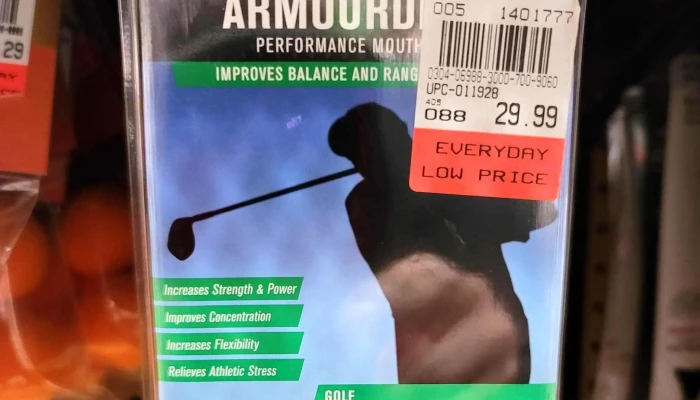 ARMOURD
PERFORMANCE MOUTH
IMPROVES BALANCE AND RANG
005 1401777
0304-06988-3000-700-9060
UPC-011928
405
088 29.99
EVERYDAY
LOW PRICE
29
Increases Strength & Power
Improves Concentration
Increases Flexibility
Relieves Athletic Stress
GOLF